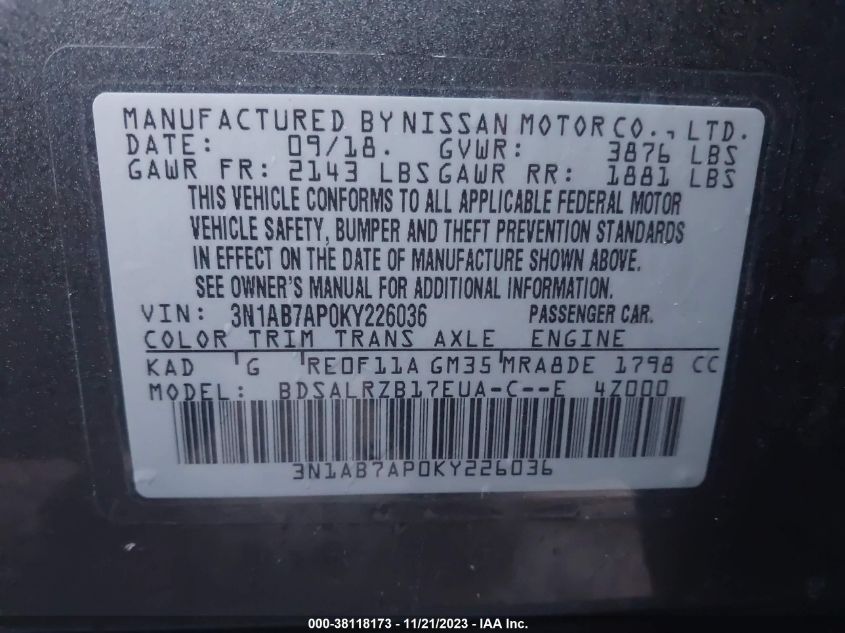 MANUFACTURED BY NISSAN MOTOR CO., LTD.
DATE: 09/18. GVWR: 3876 LBS
GAWR FR: 2143 LBS GAWR RR: 1881 LBS
THIS VEHICLE CONFORMS TO ALL APPLICABLE FEDERAL MOTOR
VEHICLE SAFETY, BUMPER AND THEFT PREVENTION STANDARDS
IN EFFECT ON THE DATE OF MANUFACTURE SHOWN ABOVE.
SEE OWNER'S MANUAL FOR ADDITIONAL INFORMATION.
VIN: 3N1AB7AP0KY226036 PASSENGER CAR.
COLOR TRIM TRANS AXLE ENGINE
KAD G RE0F11A GM35 MRA8DE 1798 CC
MODEL: BDSALRZB17EUA-C--E 4Z000
3N1AB7AP0KY226036
000-38118173 - 11/21/2023 - IAA Inc.